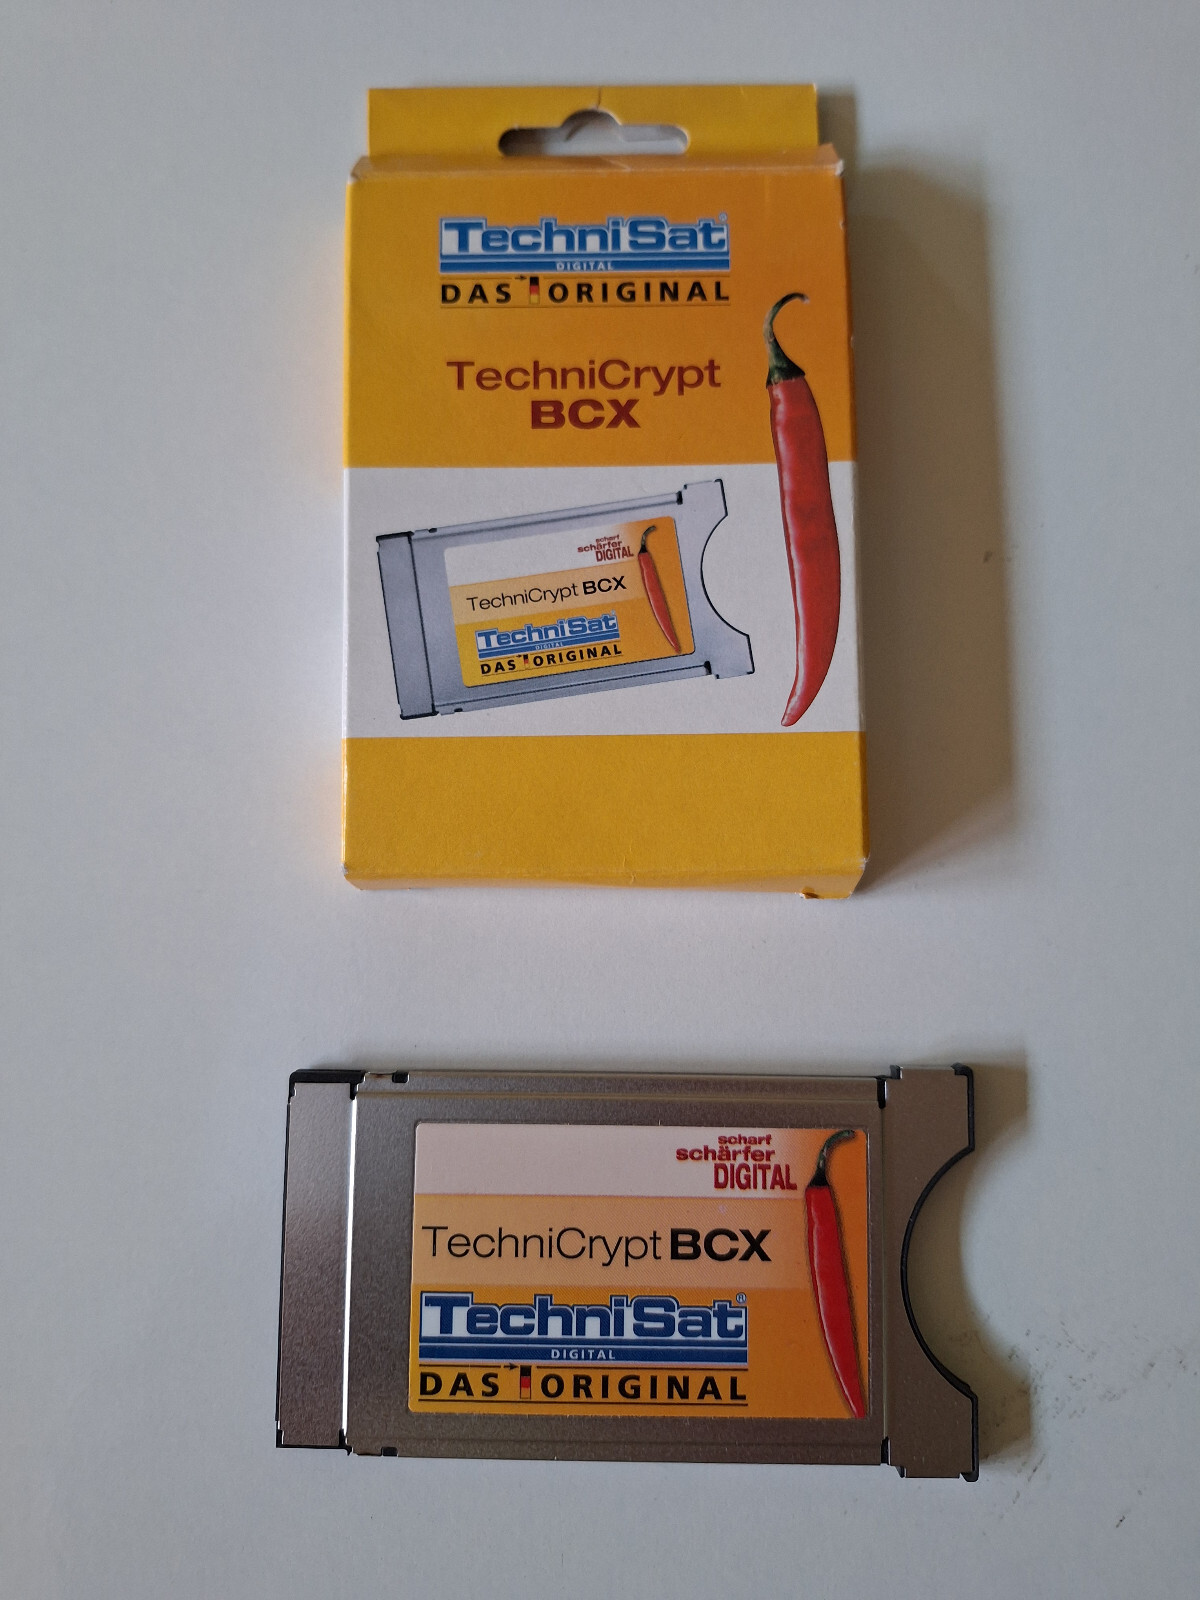 TechniSat
DIGITAL
DAS ORIGINAL
TechniCrypt
BCX
scharf
schärfer
DIGITAL
TechniCrypt BCX
TechniSat
DIGITAL
DAS ORIGINAL
scharf
schärfer
DIGITAL
TechniCrypt BCX
TechniSat®
DIGITAL
DAS ORIGINAL